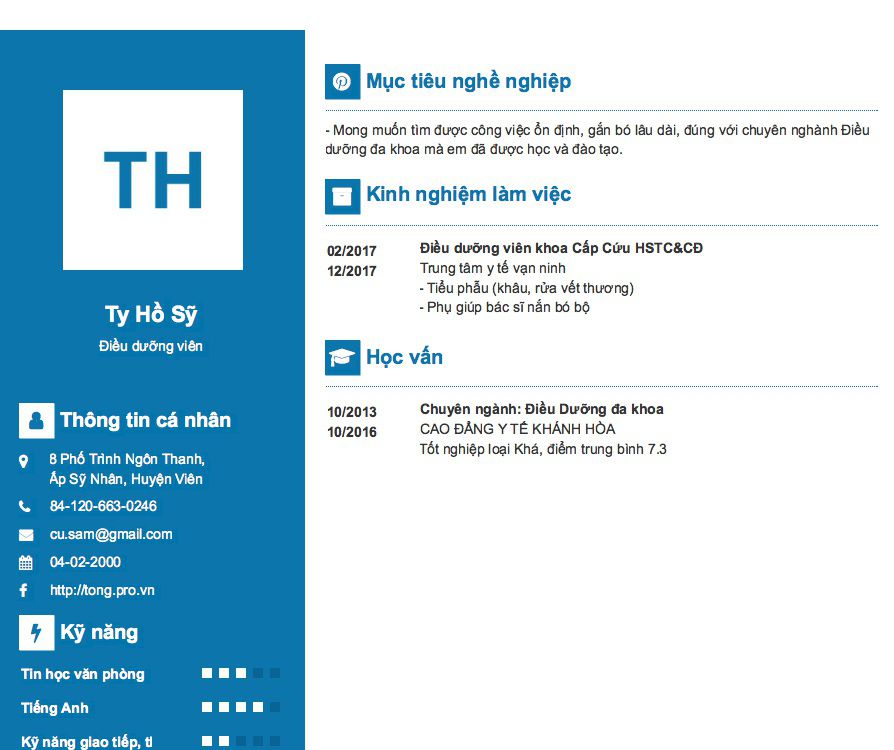 TH
Ty Hồ Sỹ
Điều dưỡng viên
Thông tin cá nhân
8 Phố Trình Ngôn Thanh,
Ấp Sỹ Nhân, Huyện Viên
84-120-663-0246
cu.sam@gmail.com
04-02-2000
http://tong.pro.vn
Kỹ năng
Tin học văn phòng
Tiếng Anh
Kỹ năng giao tiếp,
Mục tiêu nghề nghiệp
- Mong muốn tìm được công việc ổn định, gắn bó lâu dài, đúng với chuyên nghành Điều
dưỡng đa khoa mà em đã được học và đào tạo.
Kinh nghiệm làm việc
02/2017
12/2017
Điều dưỡng viên khoa Cấp Cứu HSTC&CĐ
Trung tâm y tế vạn ninh
- Tiểu phẫu (khâu, rửa vết thương)
- Phụ giúp bác sĩ nắn bó bộ
Học vấn
10/2013
10/2016
Chuyên ngành: Điều Dưỡng đa khoa
CAO ĐẲNG Y TẾ KHÁNH HÒA
Tốt nghiệp loại Khá, điểm trung bình 7.3